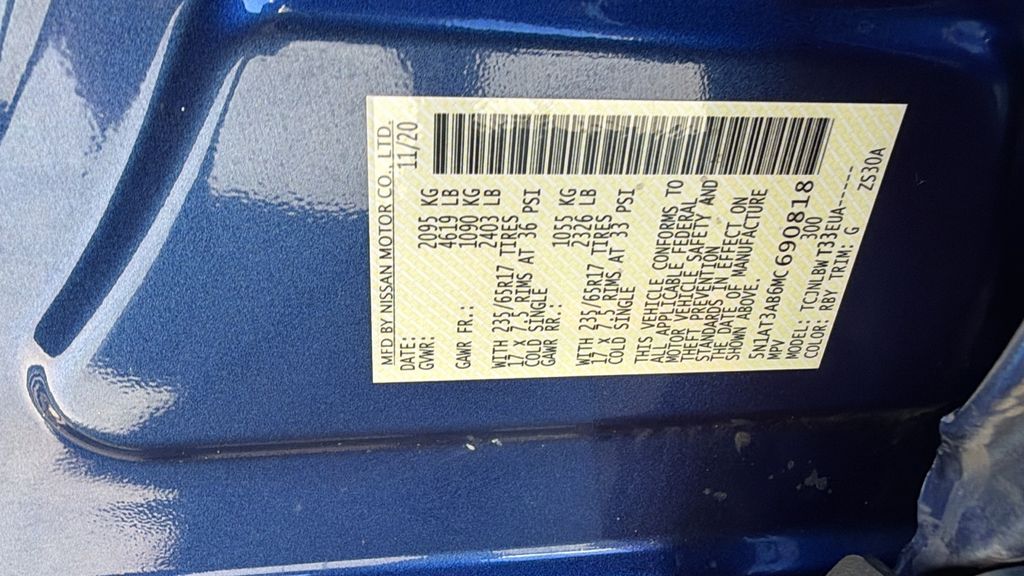 MFD BY NISSAN MOTOR CO., LTD.
DATE: 11/20
GVWR: 2095 KG
4619 LB
GAWR FR.: 1090 KG
2403 LB
WITH 235/65R17 TIRES
17 X 7.5 RIMS AT 36 PSI
COLD SINGLE
GAWR RR.: 1055 KG
2326 LB
WITH 235/65R17 TIRES
17 X 7.5 RIMS AT 33 PSI
COLD SINGLE
THIS VEHICLE CONFORMS TO
ALL APPLICABLE FEDERAL
MOTOR VEHICLE SAFETY AND
THEFT PREVENTION
STANDARDS IN EFFECT ON
THE DATE OF MANUFACTURE
SHOWN ABOVE.
5N1AT3AB6MC690818
MPV 300
MODEL: TCJNLBW T33EUA-----
COLOR: RBY TRIM: G ZS30A